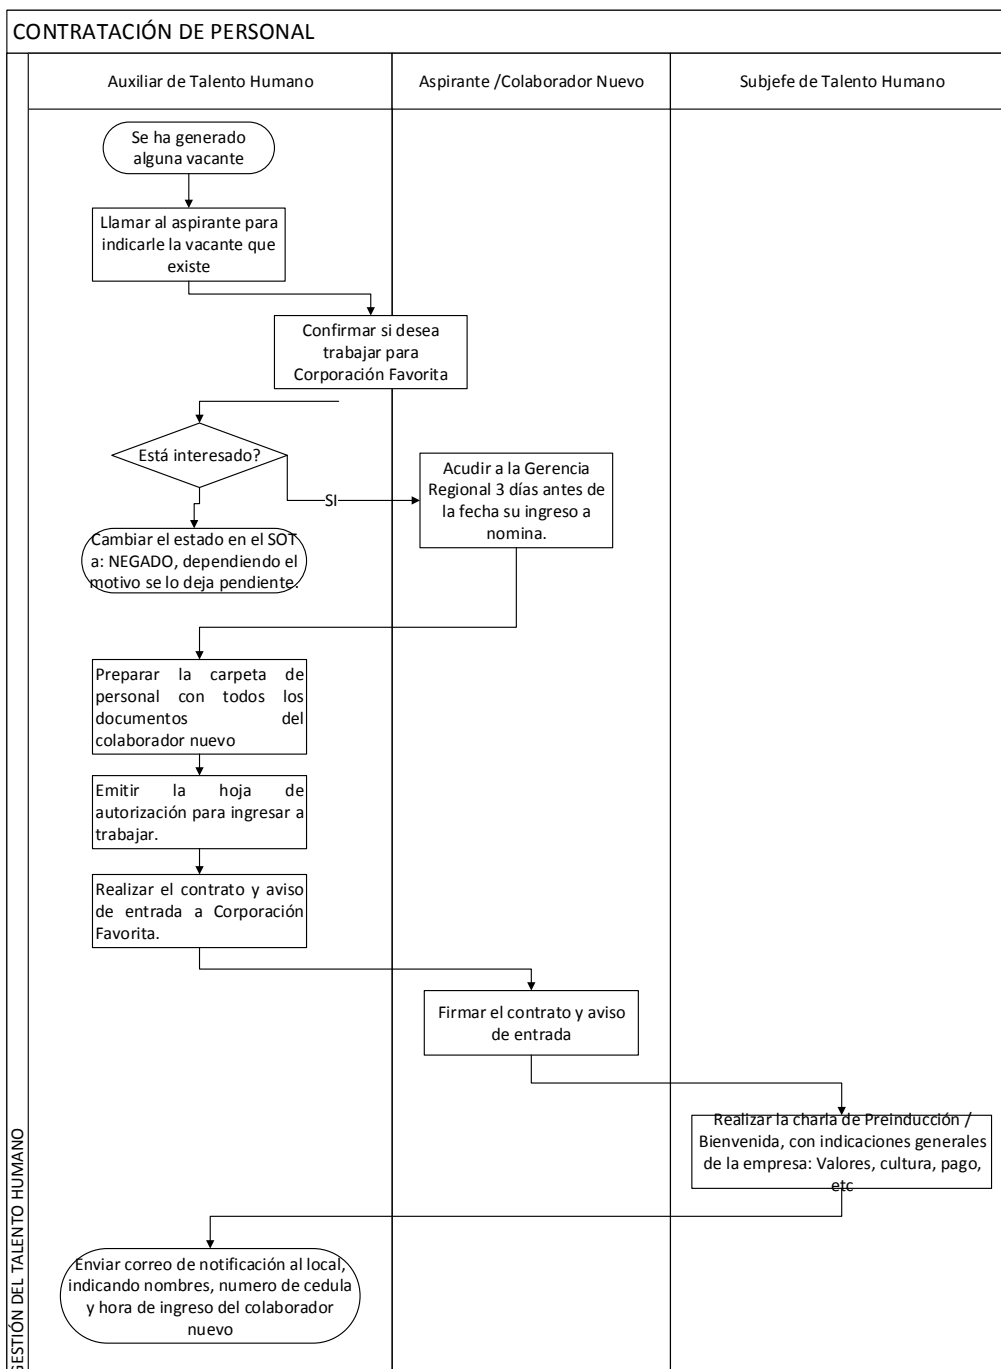 CONTRATACIÓN DE PERSONAL
Auxiliar de Talento Humano
Aspirante /Colaborador Nuevo
Subjefe de Talento Humano
Se ha generado
alguna vacante
Llamar al aspirante para
indicarle la vacante que
existe
Confirmar si desea
trabajar para
Corporación Favorita
Está interesado?
SI
Acudir a la Gerencia
Regional 3 días antes de
la fecha su ingreso a
nomina.
Cambiar el estado en el SOT
a: NEGADO, dependiendo el
motivo se lo deja pendiente.
Preparar la carpeta de
personal con todos los
documentos del
colaborador nuevo
Emitir la hoja de
autorización para ingresar a
trabajar.
Realizar el contrato y aviso
de entrada a Corporación
Favorita.
Firmar el contrato y aviso
de entrada
Realizar la charla de Preinducción /
Bienvenida, con indicaciones generales
de la empresa: Valores, cultura, pago,
etc
Enviar correo de notificación al local,
indicando nombres, numero de cedula
y hora de ingreso del colaborador
nuevo
GESTIÓN DEL TALENTO HUMANO